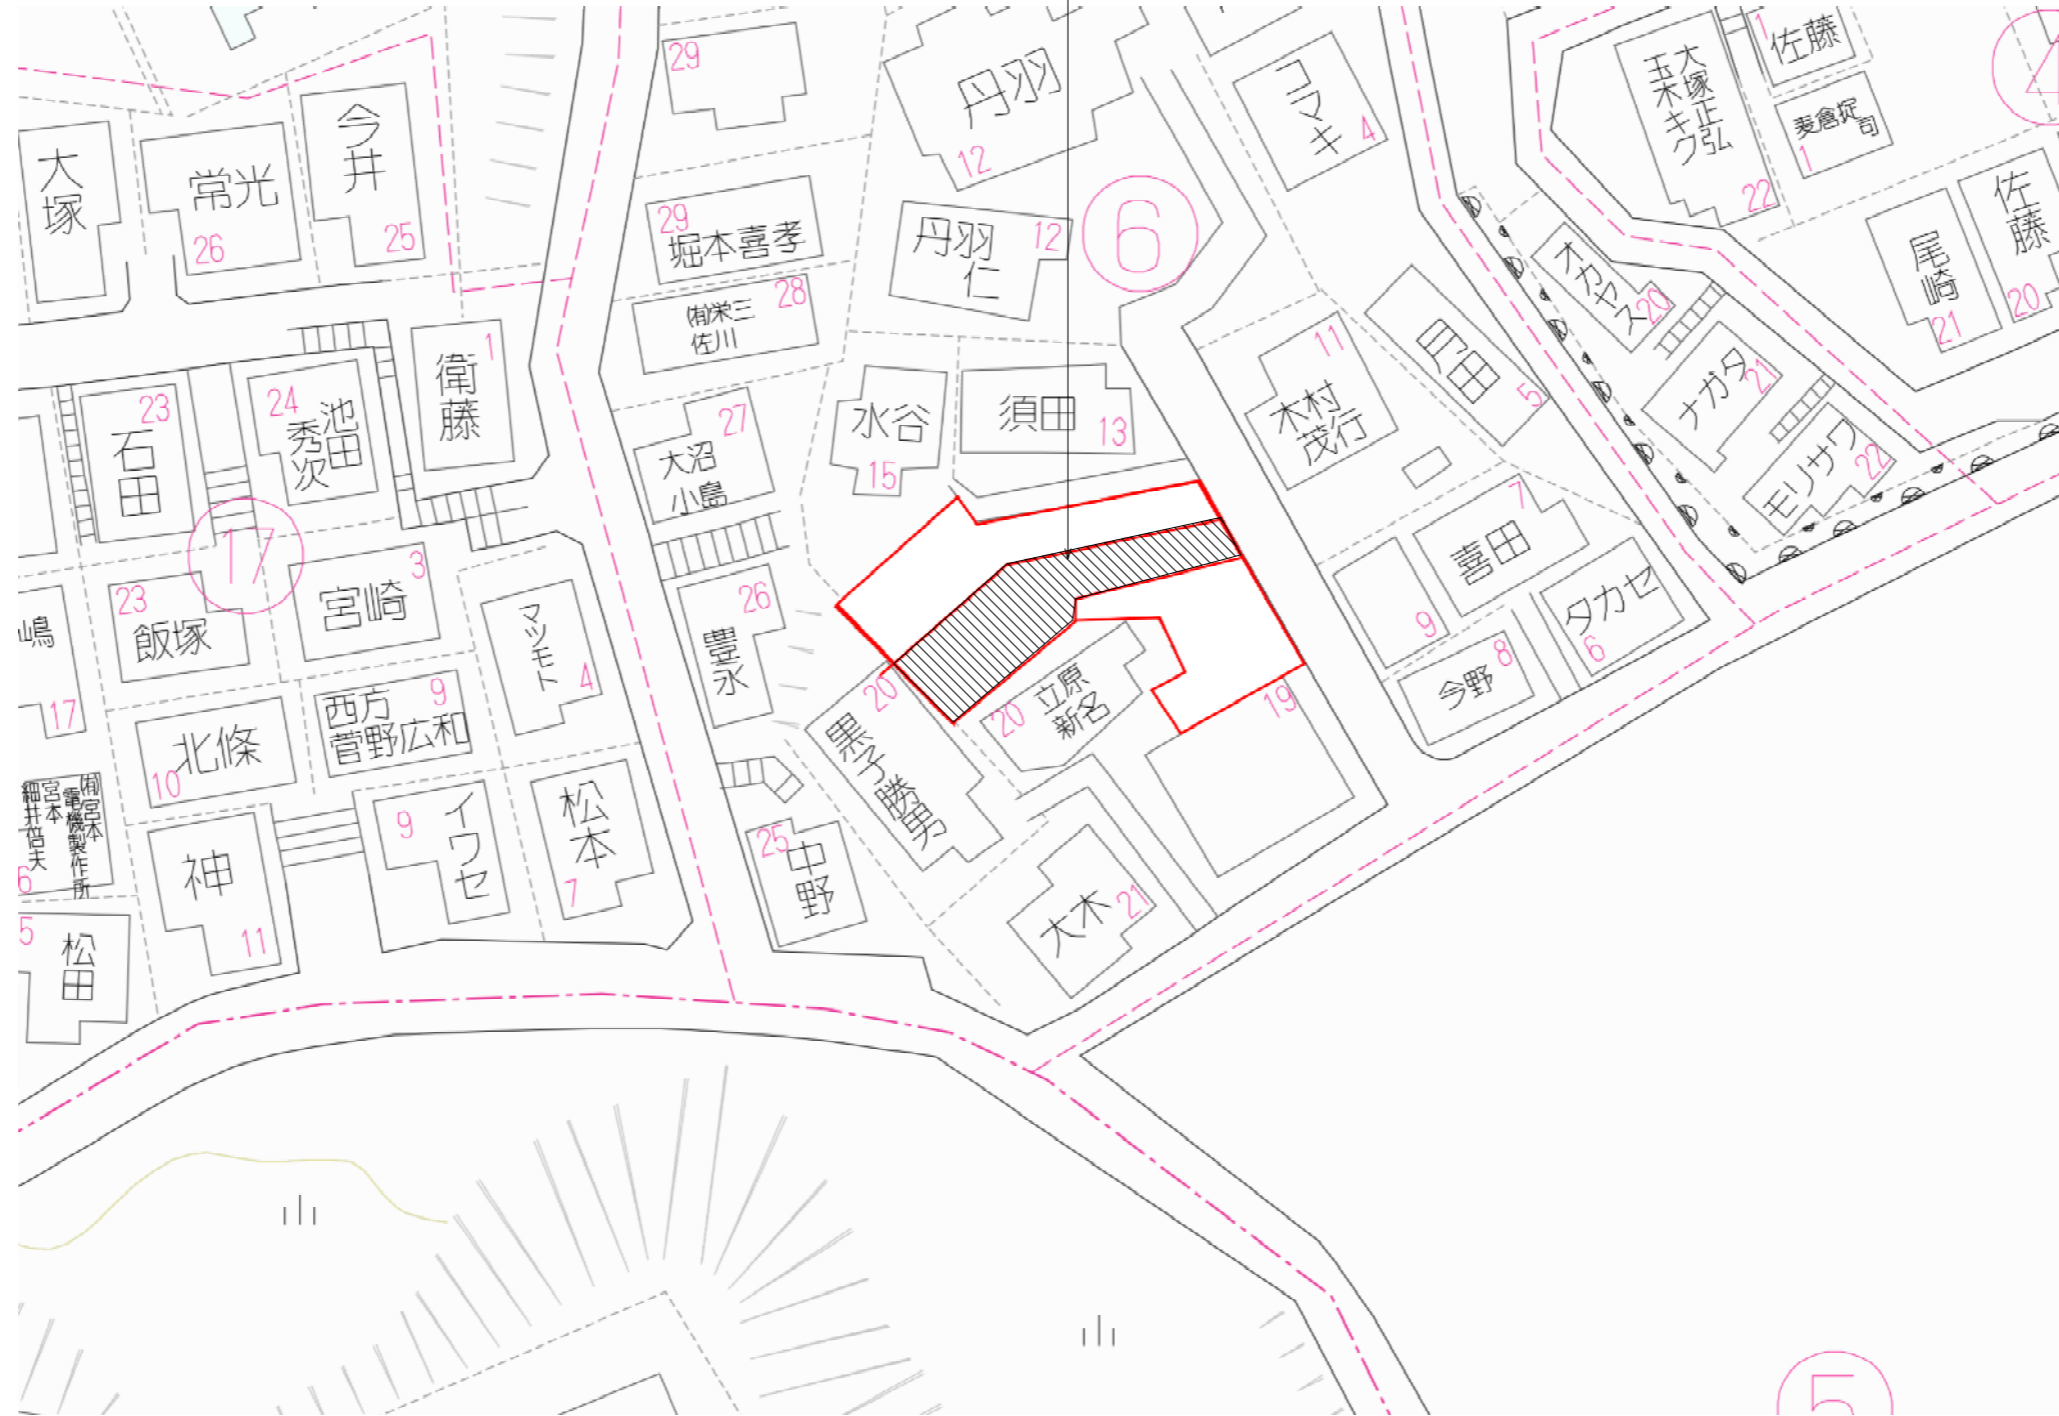 大塚
常光
26
今井
25
29
丹羽
12
コマキ
4
大塚正弘
玉木キク
22
佐藤
1
麦倉掟司
1
4
29
堀本喜孝
丹羽仁
12
6
オカヤス
20
尾崎
21
佐藤
20
㈲栄三
佐川
28
衛藤
1
23
石田
24
池田
秀次
大沼
小島
27
水谷
15
須田
13
木村
茂行
11
5
ナガタ
21
モリサワ
22
17
23
飯塚
宮崎
3
マツモト
4
豊永
26
喜田
7
9
タカセ
6
今野
8
嶋
17
北條
10
西方
菅野広和
9
20
黒子勝男
20
立原
新名
19
㈲宮本
電機製作所
宮本
細井倍夫
6
神
11
9
イワセ
松本
7
25
中野
大木
21
5
松田
5